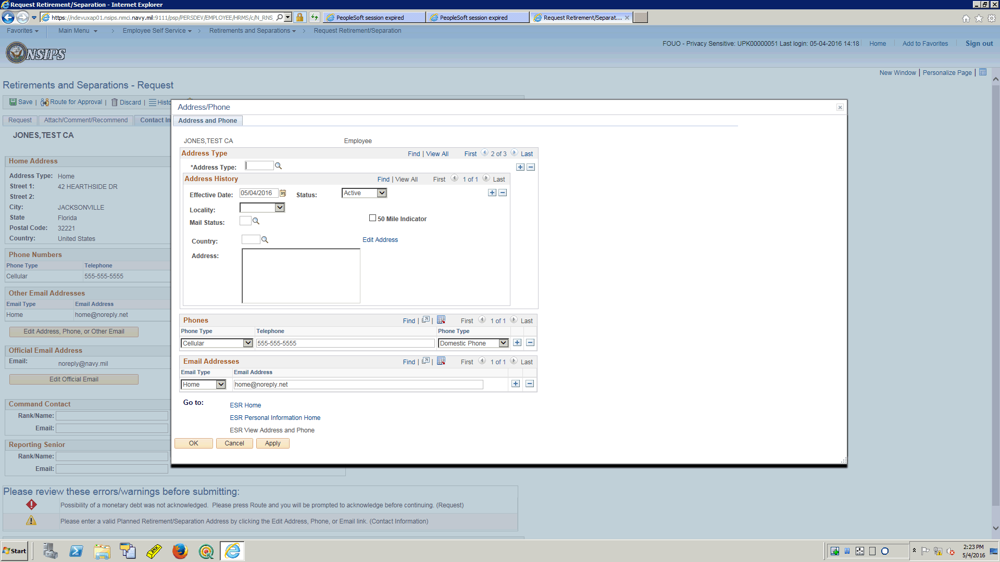 Request Retirement/Separation - Internet Explorer
https://ndevuxap01.nsips.nmci.navy.mil:9111/psp/PERSDEV/EMPLOYEE/HRMS/c/N_RNS_
PeopleSoft session expired
PeopleSoft session expired
Request Retirement/Separat...
Favorites
Main Menu
>
Employee Self Service
>
Retirements and Separations
>
Request Retirement/Separation
NSIPS
FOUO - Privacy Sensitive: UPK00000051 Last login: 05-04-2016 14:18
Home
Add to Favorites
Sign out
New Window | Personalize Page |
Retirements and Separations - Request
Save | Route for Approval | Discard | Histo
Request
Attach/Comment/Recommend
Contact In
JONES,TEST CA
Home Address
Address Type: Home
Street 1: 42 HEARTHSIDE DR
Street 2:
City: JACKSONVILLE
State Florida
Postal Code: 32221
Country: United States
Phone Numbers
Phone Type Telephone
Cellular 555-555-5555
Other Email Addresses
Email Type Email Address
Home home@noreply.net
Edit Address, Phone, or Other Email
Official Email Address
Email: noreply@navy.mil
Edit Official Email
Command Contact
Rank/Name:
Email:
Reporting Senior
Rank/Name:
Email:
Address/Phone
Address and Phone
JONES,TEST CA Employee
Address Type Find | View All First 2 of 3 Last
*Address Type:
Address History Find | View All First 1 of 1 Last
Effective Date: 05/04/2016 31 Status: Active
Locality:
Mail Status: 50 Mile Indicator
Country: Edit Address
Address:
Phones Find | | First 1 of 1 Last
Phone Type Telephone Phone Type
Cellular 555-555-5555 Domestic Phone
Email Addresses Find | | First 1 of 1 Last
Email Type Email Address
Home home@noreply.net
Go to: ESR Home
ESR Personal Information Home
ESR View Address and Phone
OK Cancel Apply
Please review these errors/warnings before submitting:
Possibility of a monetary debt was not acknowledged. Please press Route and you will be prompted to acknowledge before continuing. (Request)
Please enter a valid Planned Retirement/Separation Address by clicking the Edit Address, Phone, or Email link. (Contact Information)
Start
2:23 PM
5/4/2016